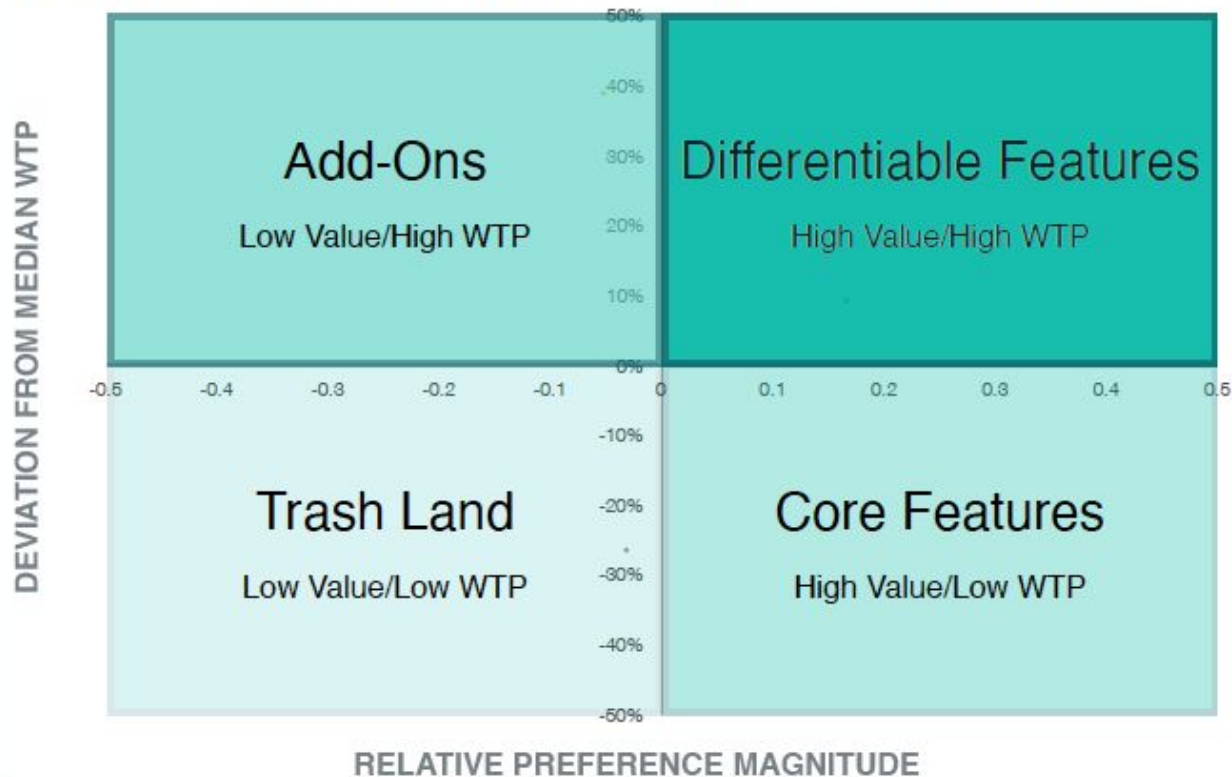 50%
40%
Add-Ons
30%
Differentiable Features
Low Value/High WTP
20%
High Value/High WTP
10%
0%
-0.5 -0.4 -0.3 -0.2 -0.1 0 0.1 0.2 0.3 0.4 0.5
-10%
Trash Land
-20%
Core Features
-30%
Low Value/Low WTP
High Value/Low WTP
-40%
-50%
DEVIATION FROM MEDIAN WTP
RELATIVE PREFERENCE MAGNITUDE